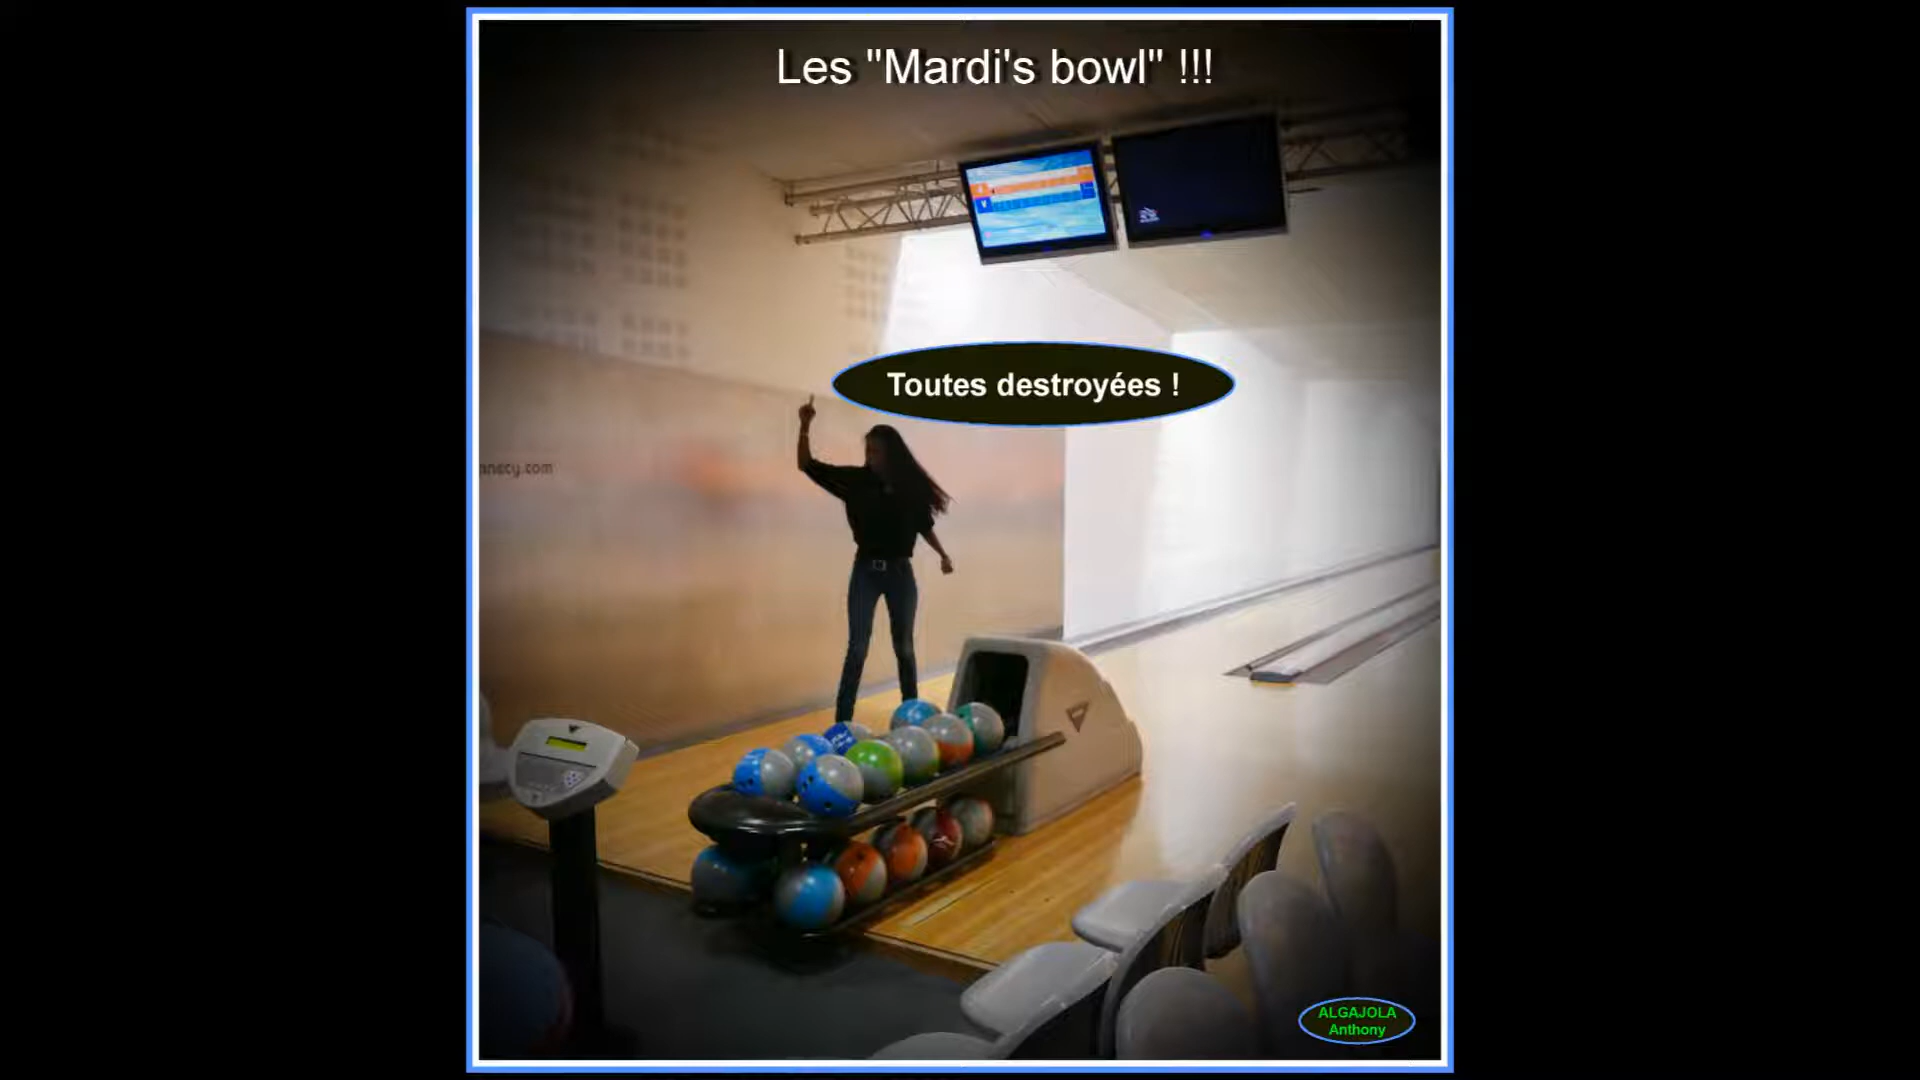 Les "Mardi's bowl" !!!
Toutes destroyées !
nnecy.com
ALGAJOLA
Anthony